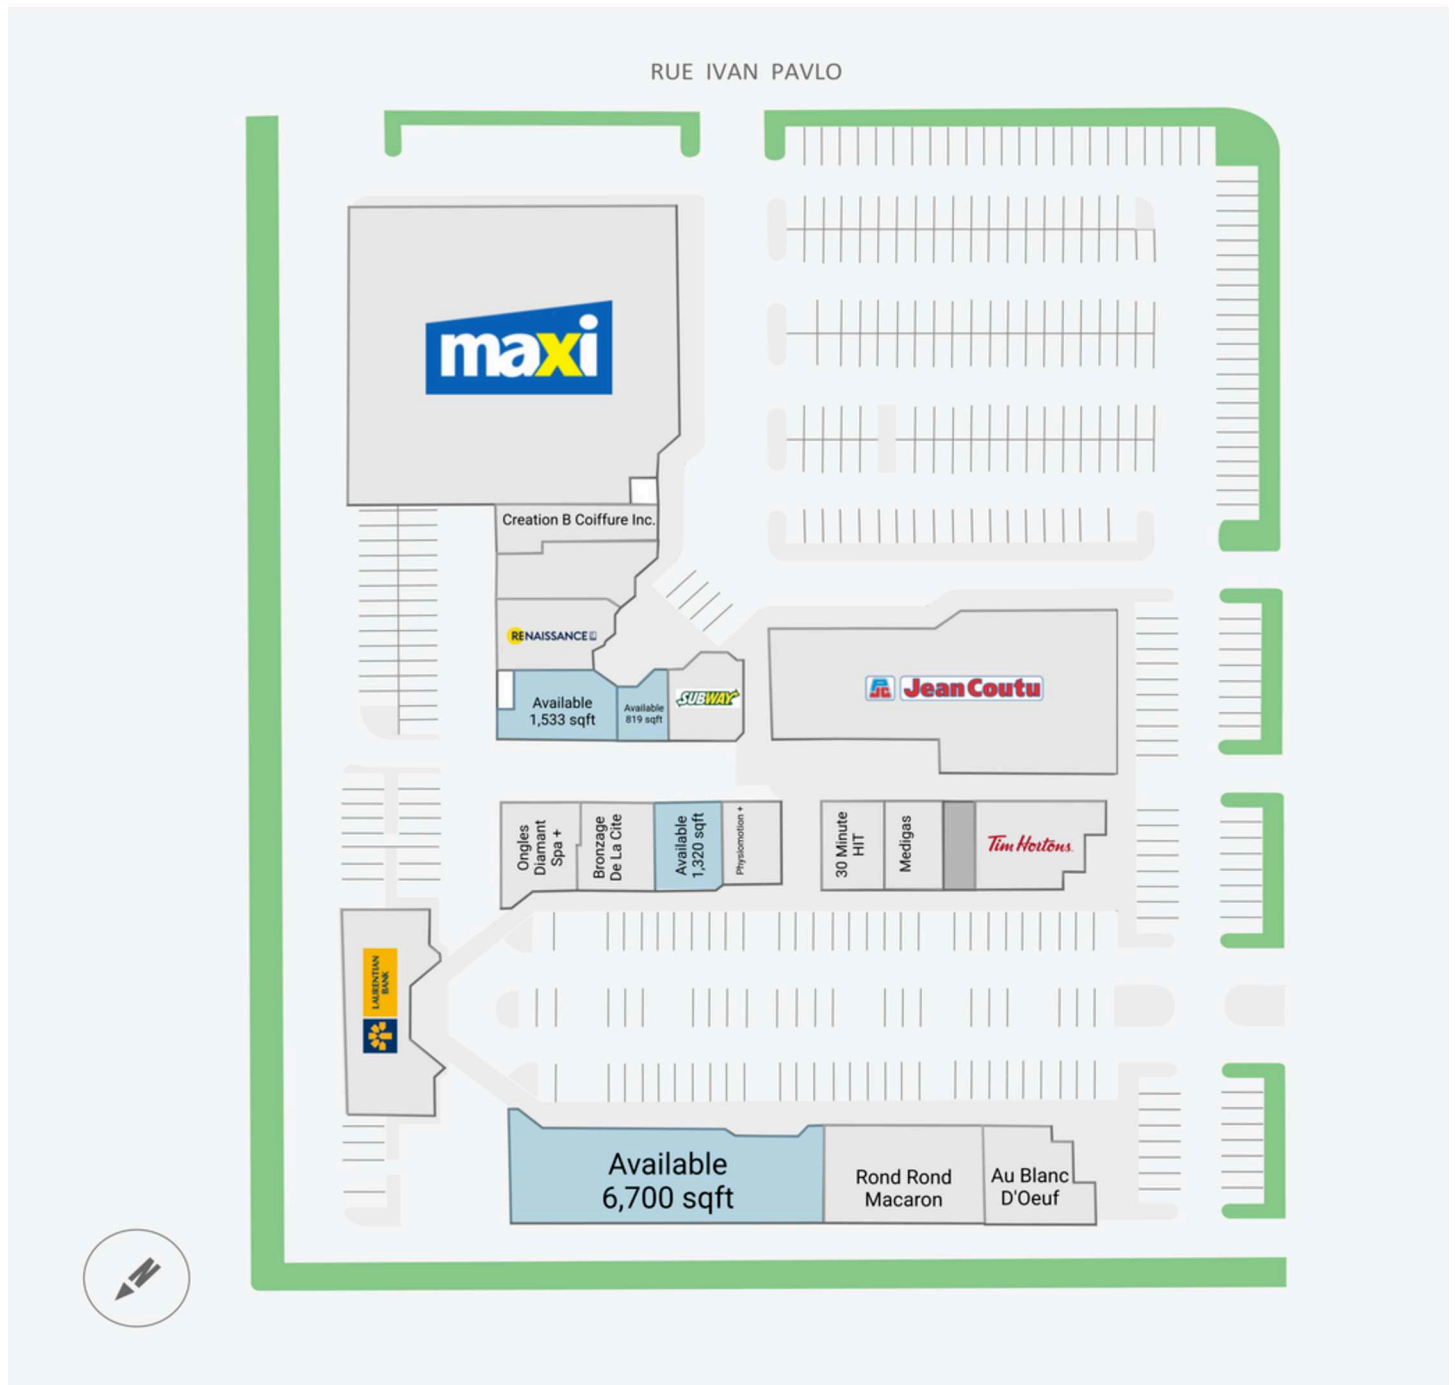 RUE IVAN PAVLO
maxi
Creation B Coiffure Inc.
RENAISSANCE
Available
1,533 sqft
Available
819 sqft
SUBWAY
PJC Jean Coutu
Ongles
Diamant
Spa +
Bronzage
De La Cite
Available
1,320 sqft
Physiomotion +
30 Minute
HIT
Medigas
Tim Hortons.
LAURENTIAN
BANK
Available
6,700 sqft
Rond Rond
Macaron
Au Blanc
D'Oeuf
N